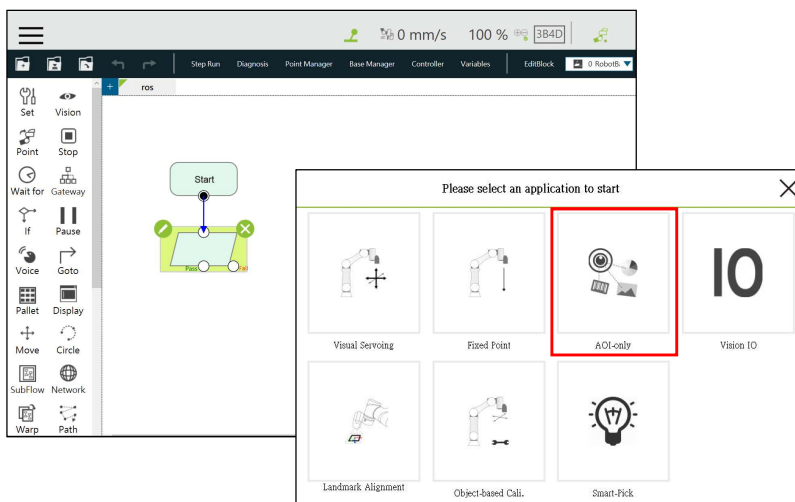 0 mm/s 100 % 3B4D
Step Run Diagnosis Point Manager Base Manager Controller Variables EditBlock 0 RobotB.
+ ros
Set Vision
Point Stop
Wait for Gateway
If Pause
Voice Goto
Pallet Display
Move Circle
SubFlow Network
Warp Path
Start
Pass Fail
Please select an application to start
Visual Servoing Fixed Point AOI-only Vision IO
IO
Landmark Alignment Object-based Cali. Smart-Pick